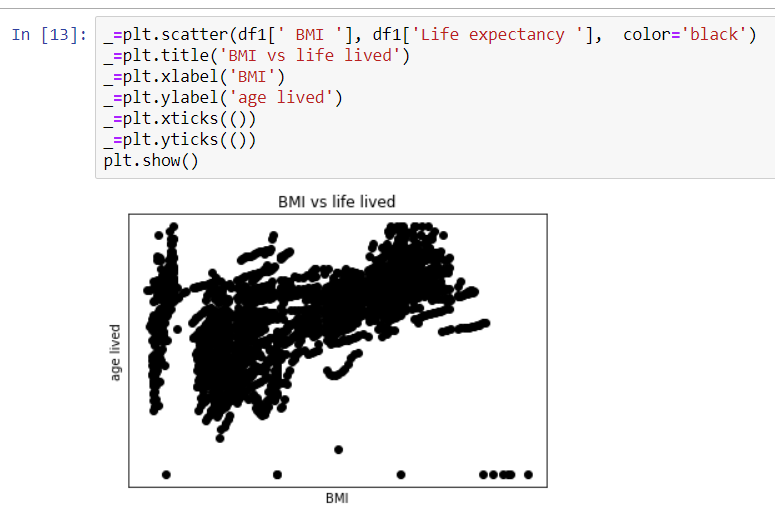 In [13]: _=plt.scatter(df1[' BMI '], df1['Life expectancy '],  color='black')
_=plt.title('BMI vs life lived')
_=plt.xlabel('BMI')
_=plt.ylabel('age lived')
_=plt.xticks(())
_=plt.yticks(())
plt.show()
BMI vs life lived
age lived
BMI